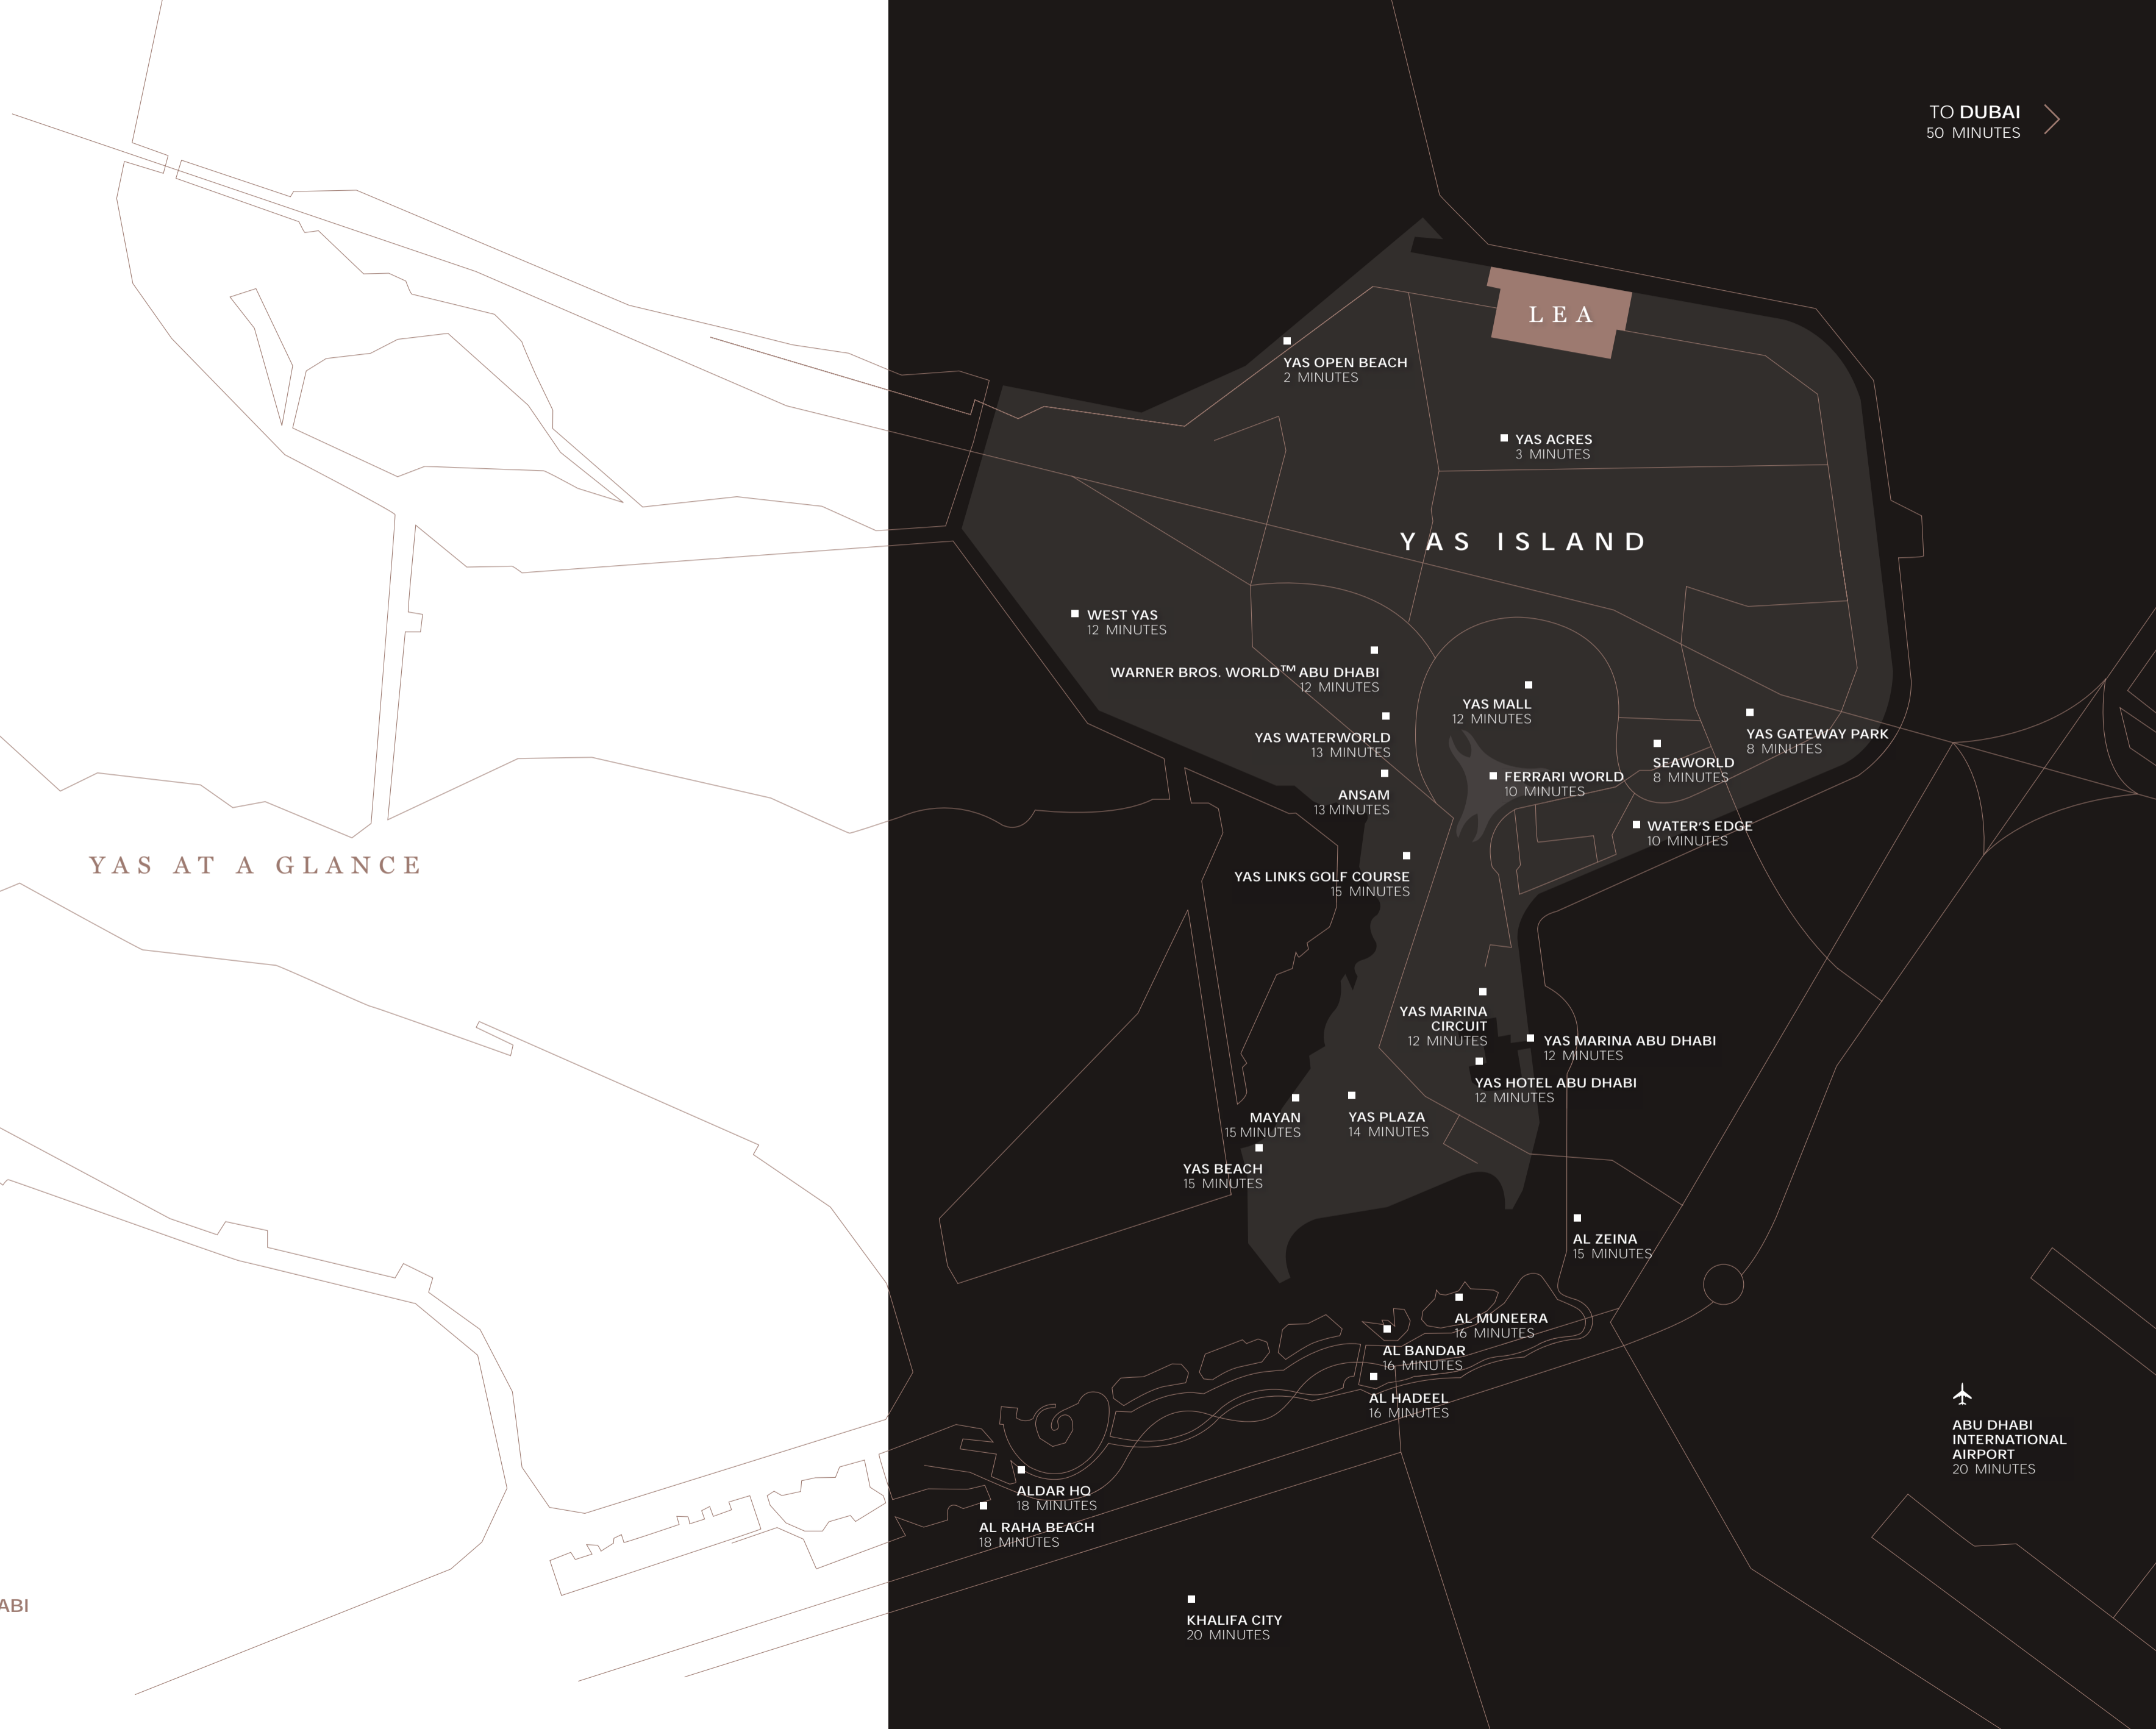 TO DUBAI
50 MINUTES
LEA
YAS OPEN BEACH
2 MINUTES
YAS ACRES
3 MINUTES
YAS ISLAND
WEST YAS
12 MINUTES
WARNER BROS. WORLD™ ABU DHABI
12 MINUTES
YAS MALL
12 MINUTES
YAS WATERWORLD
13 MINUTES
YAS GATEWAY PARK
8 MINUTES
SEAWORLD
8 MINUTES
FERRARI WORLD
10 MINUTES
ANSAM
13 MINUTES
WATER'S EDGE
10 MINUTES
YAS AT A GLANCE
YAS LINKS GOLF COURSE
15 MINUTES
YAS MARINA
CIRCUIT
12 MINUTES
YAS MARINA ABU DHABI
12 MINUTES
YAS HOTEL ABU DHABI
12 MINUTES
MAYAN
15 MINUTES
YAS PLAZA
14 MINUTES
YAS BEACH
15 MINUTES
AL ZEINA
15 MINUTES
AL MUNEERA
16 MINUTES
AL BANDAR
16 MINUTES
AL HADEEL
16 MINUTES
ABU DHABI
INTERNATIONAL
AIRPORT
20 MINUTES
ALDAR HQ
18 MINUTES
AL RAHA BEACH
18 MINUTES
ABI
KHALIFA CITY
20 MINUTES